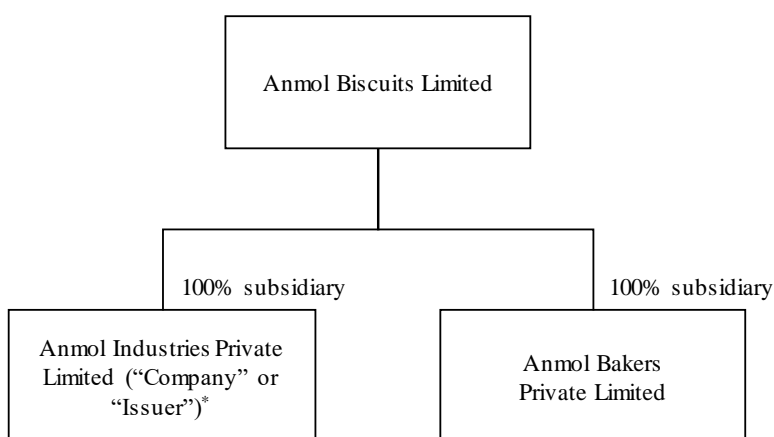 Anmol Biscuits Limited
100% subsidiary
100% subsidiary
Anmol Industries Private
Limited (“Company” or
“Issuer”)*
Anmol Bakers
Private Limited